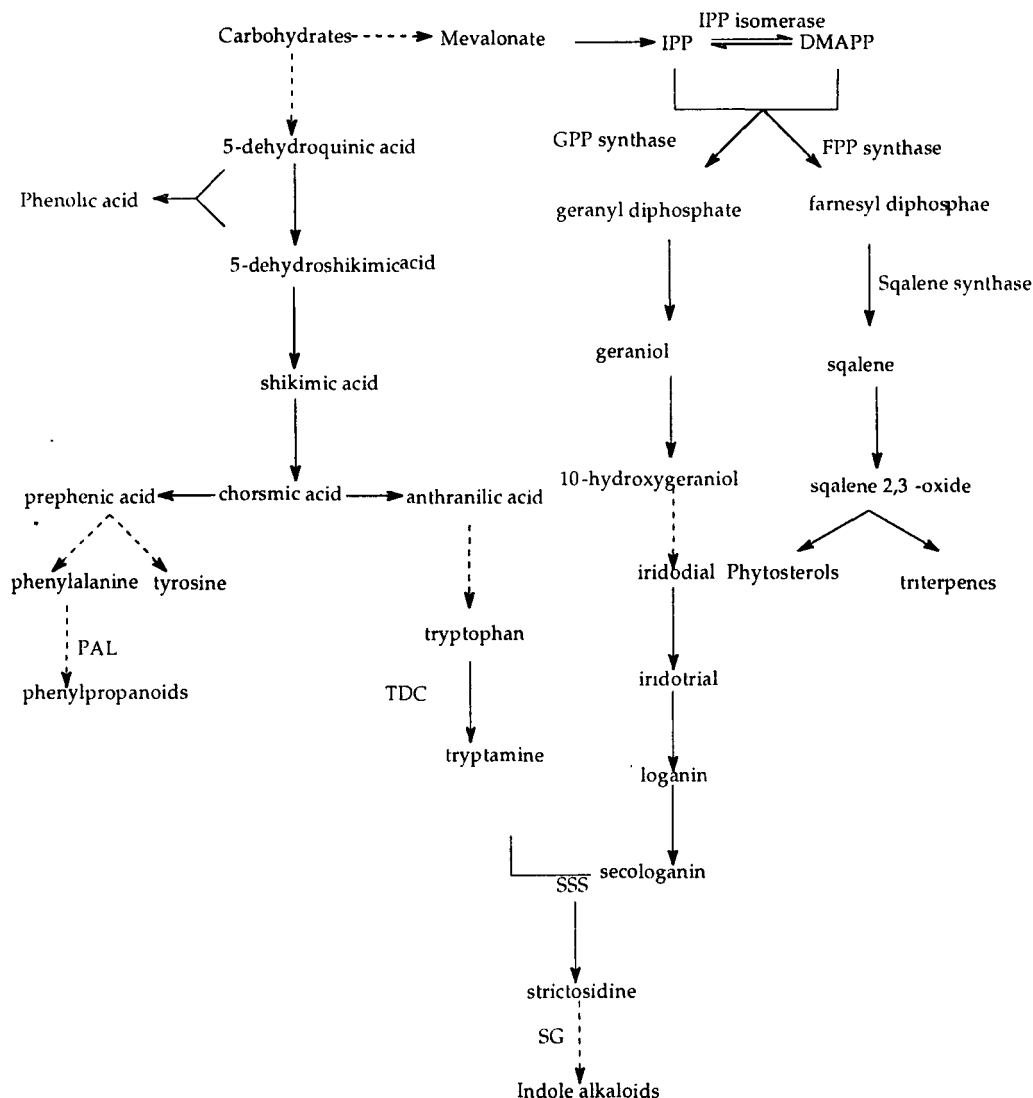 IPP isomerase
Carbohydrates
Mevalonate
IPP
DMAPP
5-dehydroquinic acid
GPP synthase
FPP synthase
Phenolic acid
geranyl diphosphate
farnesyl diphosphae
5-dehydroshikimic acid
Sqalene synthase
geraniol
sqalene
shikimic acid
10-hydroxygeraniol
sqalene 2,3 -oxide
prephenic acid
chorsmic acid
anthranilic acid
phenylalanine
tyrosine
iridodial
Phytosterols
triterpenes
PAL
tryptophan
phenylpropanoids
TDC
iridotrial
tryptamine
loganin
secologanin
SSS
strictosidine
SG
Indole alkaloids